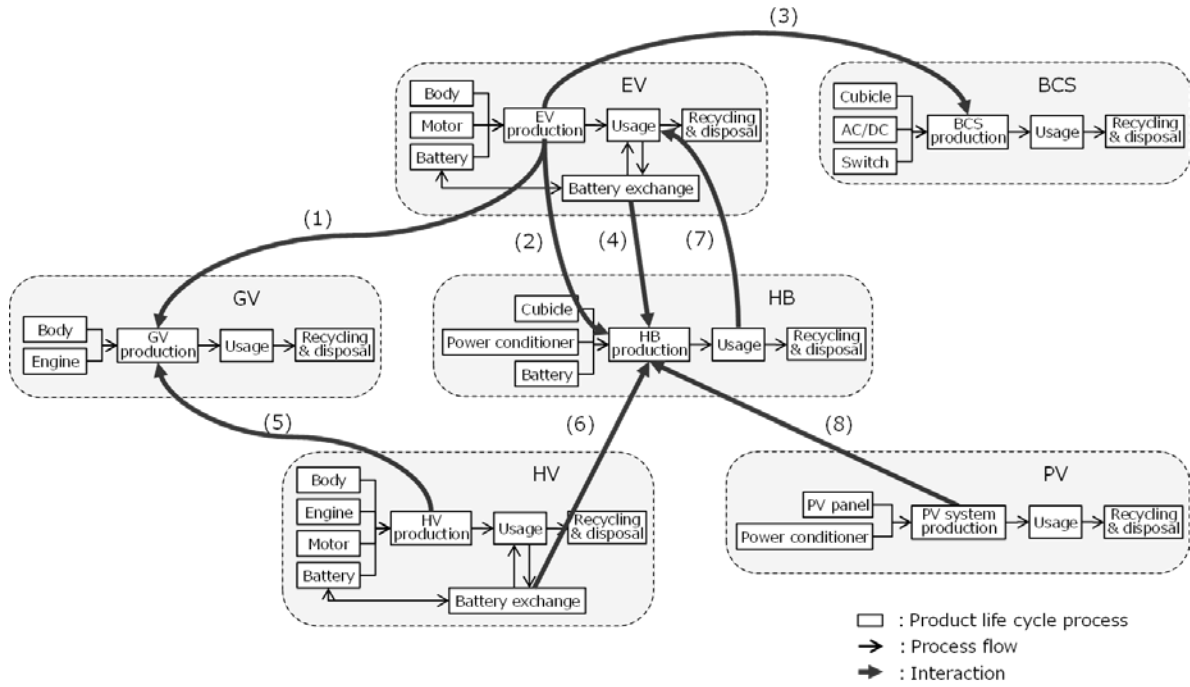 (3)
EV
Body
Motor
Battery
EV
production
Usage
Recycling
& disposal
Battery exchange
BCS
Cubicle
AC/DC
Switch
BCS
production
Usage
Recycling
& disposal
(1)
(2)
(4)
(7)
GV
Body
Engine
GV
production
Usage
Recycling
& disposal
HB
Cubicle
Power conditioner
Battery
HB
production
Usage
Recycling
& disposal
(5)
(6)
(8)
HV
Body
Engine
Motor
Battery
HV
production
Usage
Recycling
& disposal
Battery exchange
PV
PV panel
Power conditioner
PV system
production
Usage
Recycling
& disposal
: Product life cycle process
: Process flow
: Interaction